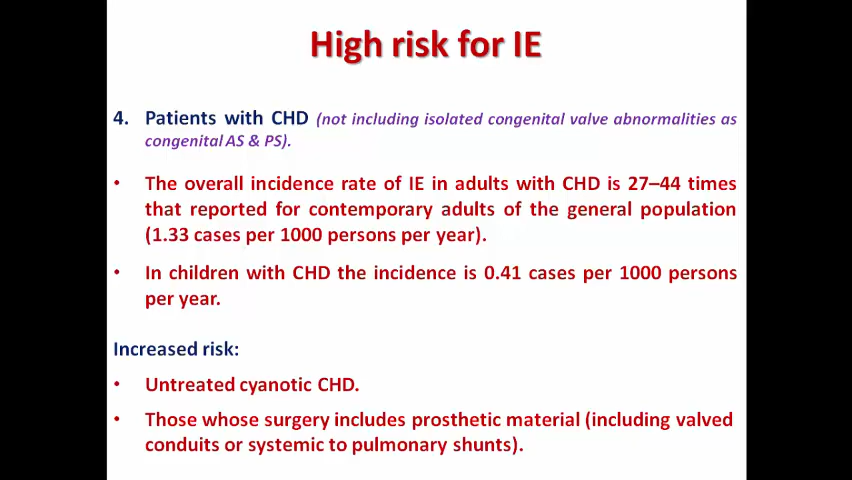 High risk for IE
4. Patients with CHD (not including isolated congenital valve abnormalities as
congenital AS & PS).
• The overall incidence rate of IE in adults with CHD is 27–44 times
that reported for contemporary adults of the general population
(1.33 cases per 1000 persons per year).
• In children with CHD the incidence is 0.41 cases per 1000 persons
per year.
Increased risk:
• Untreated cyanotic CHD.
• Those whose surgery includes prosthetic material (including valved
conduits or systemic to pulmonary shunts).